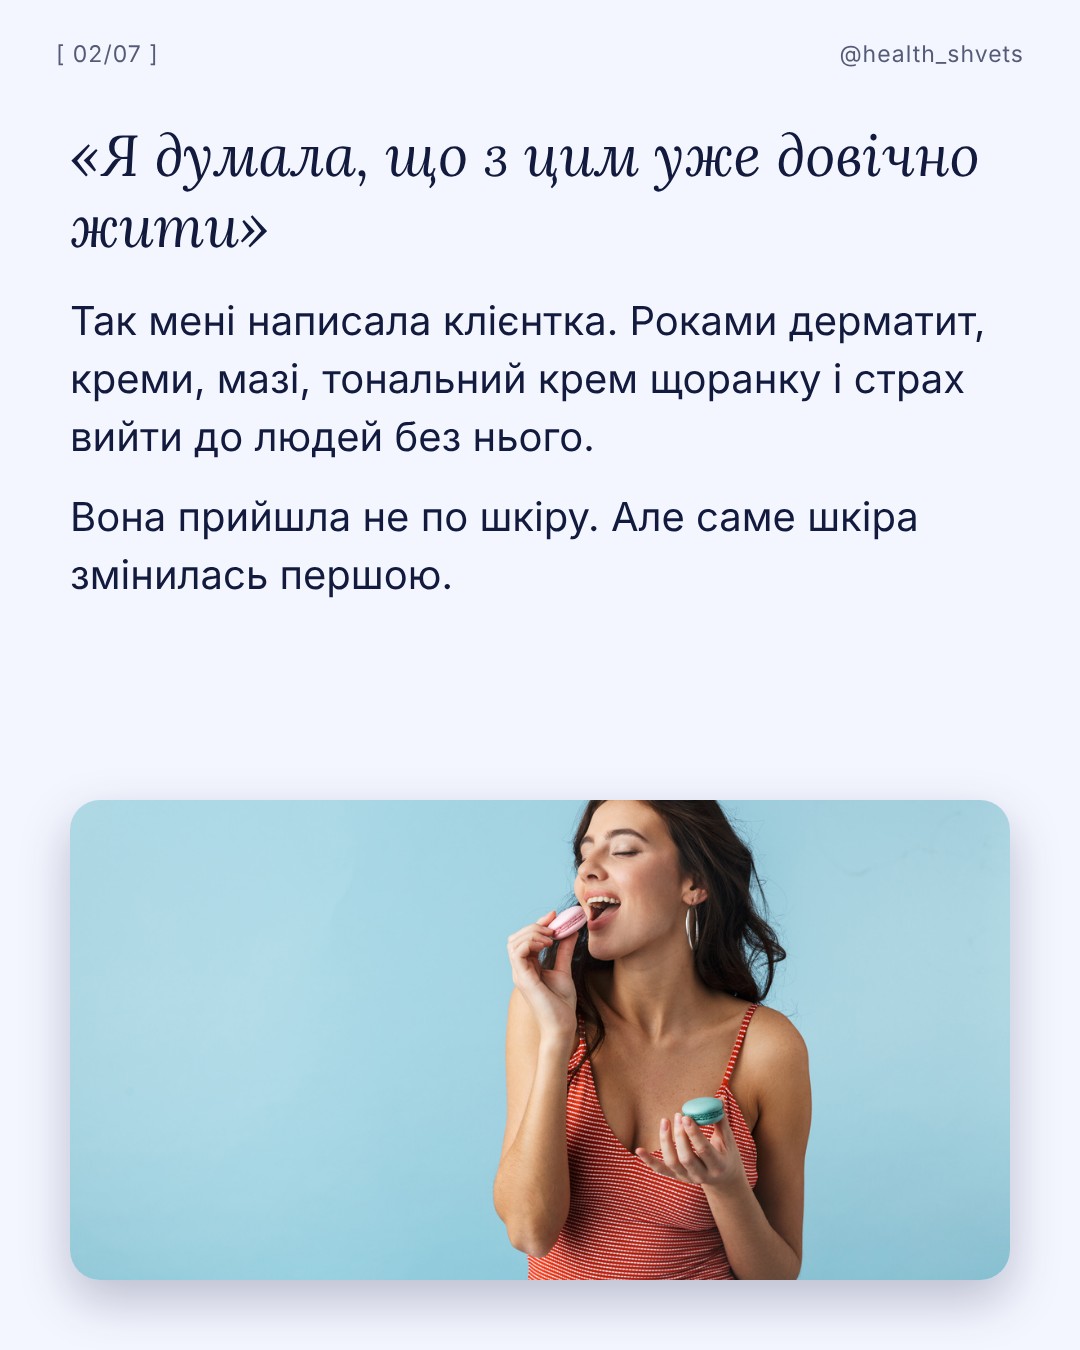 [ 02/07 ]
@health_shvets
«Я думала, що з цим уже довічно
жити»
Так мені написала клієнтка. Роками дерматит,
креми, мазі, тональний крем щоранку і страх
вийти до людей без нього.
Вона прийшла не по шкіру. Але саме шкіра
змінилась першою.